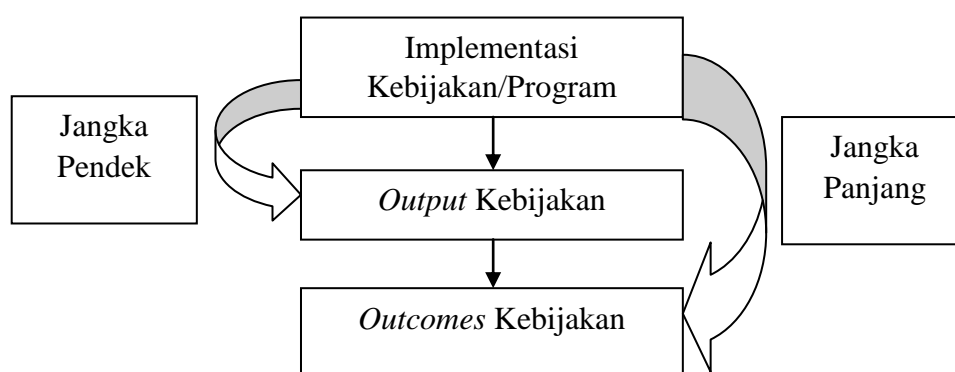 Implementasi
Kebijakan/Program
Jangka
Pendek
Jangka
Panjang
Output Kebijakan
Outcomes Kebijakan